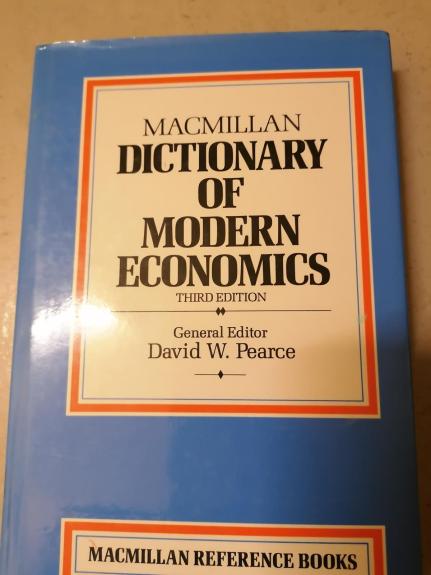 MACMILLAN
DICTIONARY
OF
MODERN
ECONOMICS
THIRD EDITION
General Editor
David W. Pearce
MACMILLAN REFERENCE BOOKS